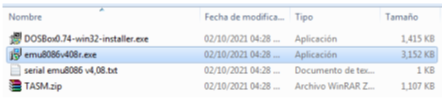 Nombre Fecha de modifica... Tipo Tamaño
DOSBox0.74-win32-installer.exe 02/10/2021 04:28 ... Aplicación 1,415 KB
emu8086v408r.exe 02/10/2021 04:28 ... Aplicación 3,152 KB
serial emu8086 v4,08.txt 02/10/2021 04:28 ... Documento de tex... 1 KB
TASM.zip 02/10/2021 04:28 ... Archivo WinRAR Z... 1,107 KB